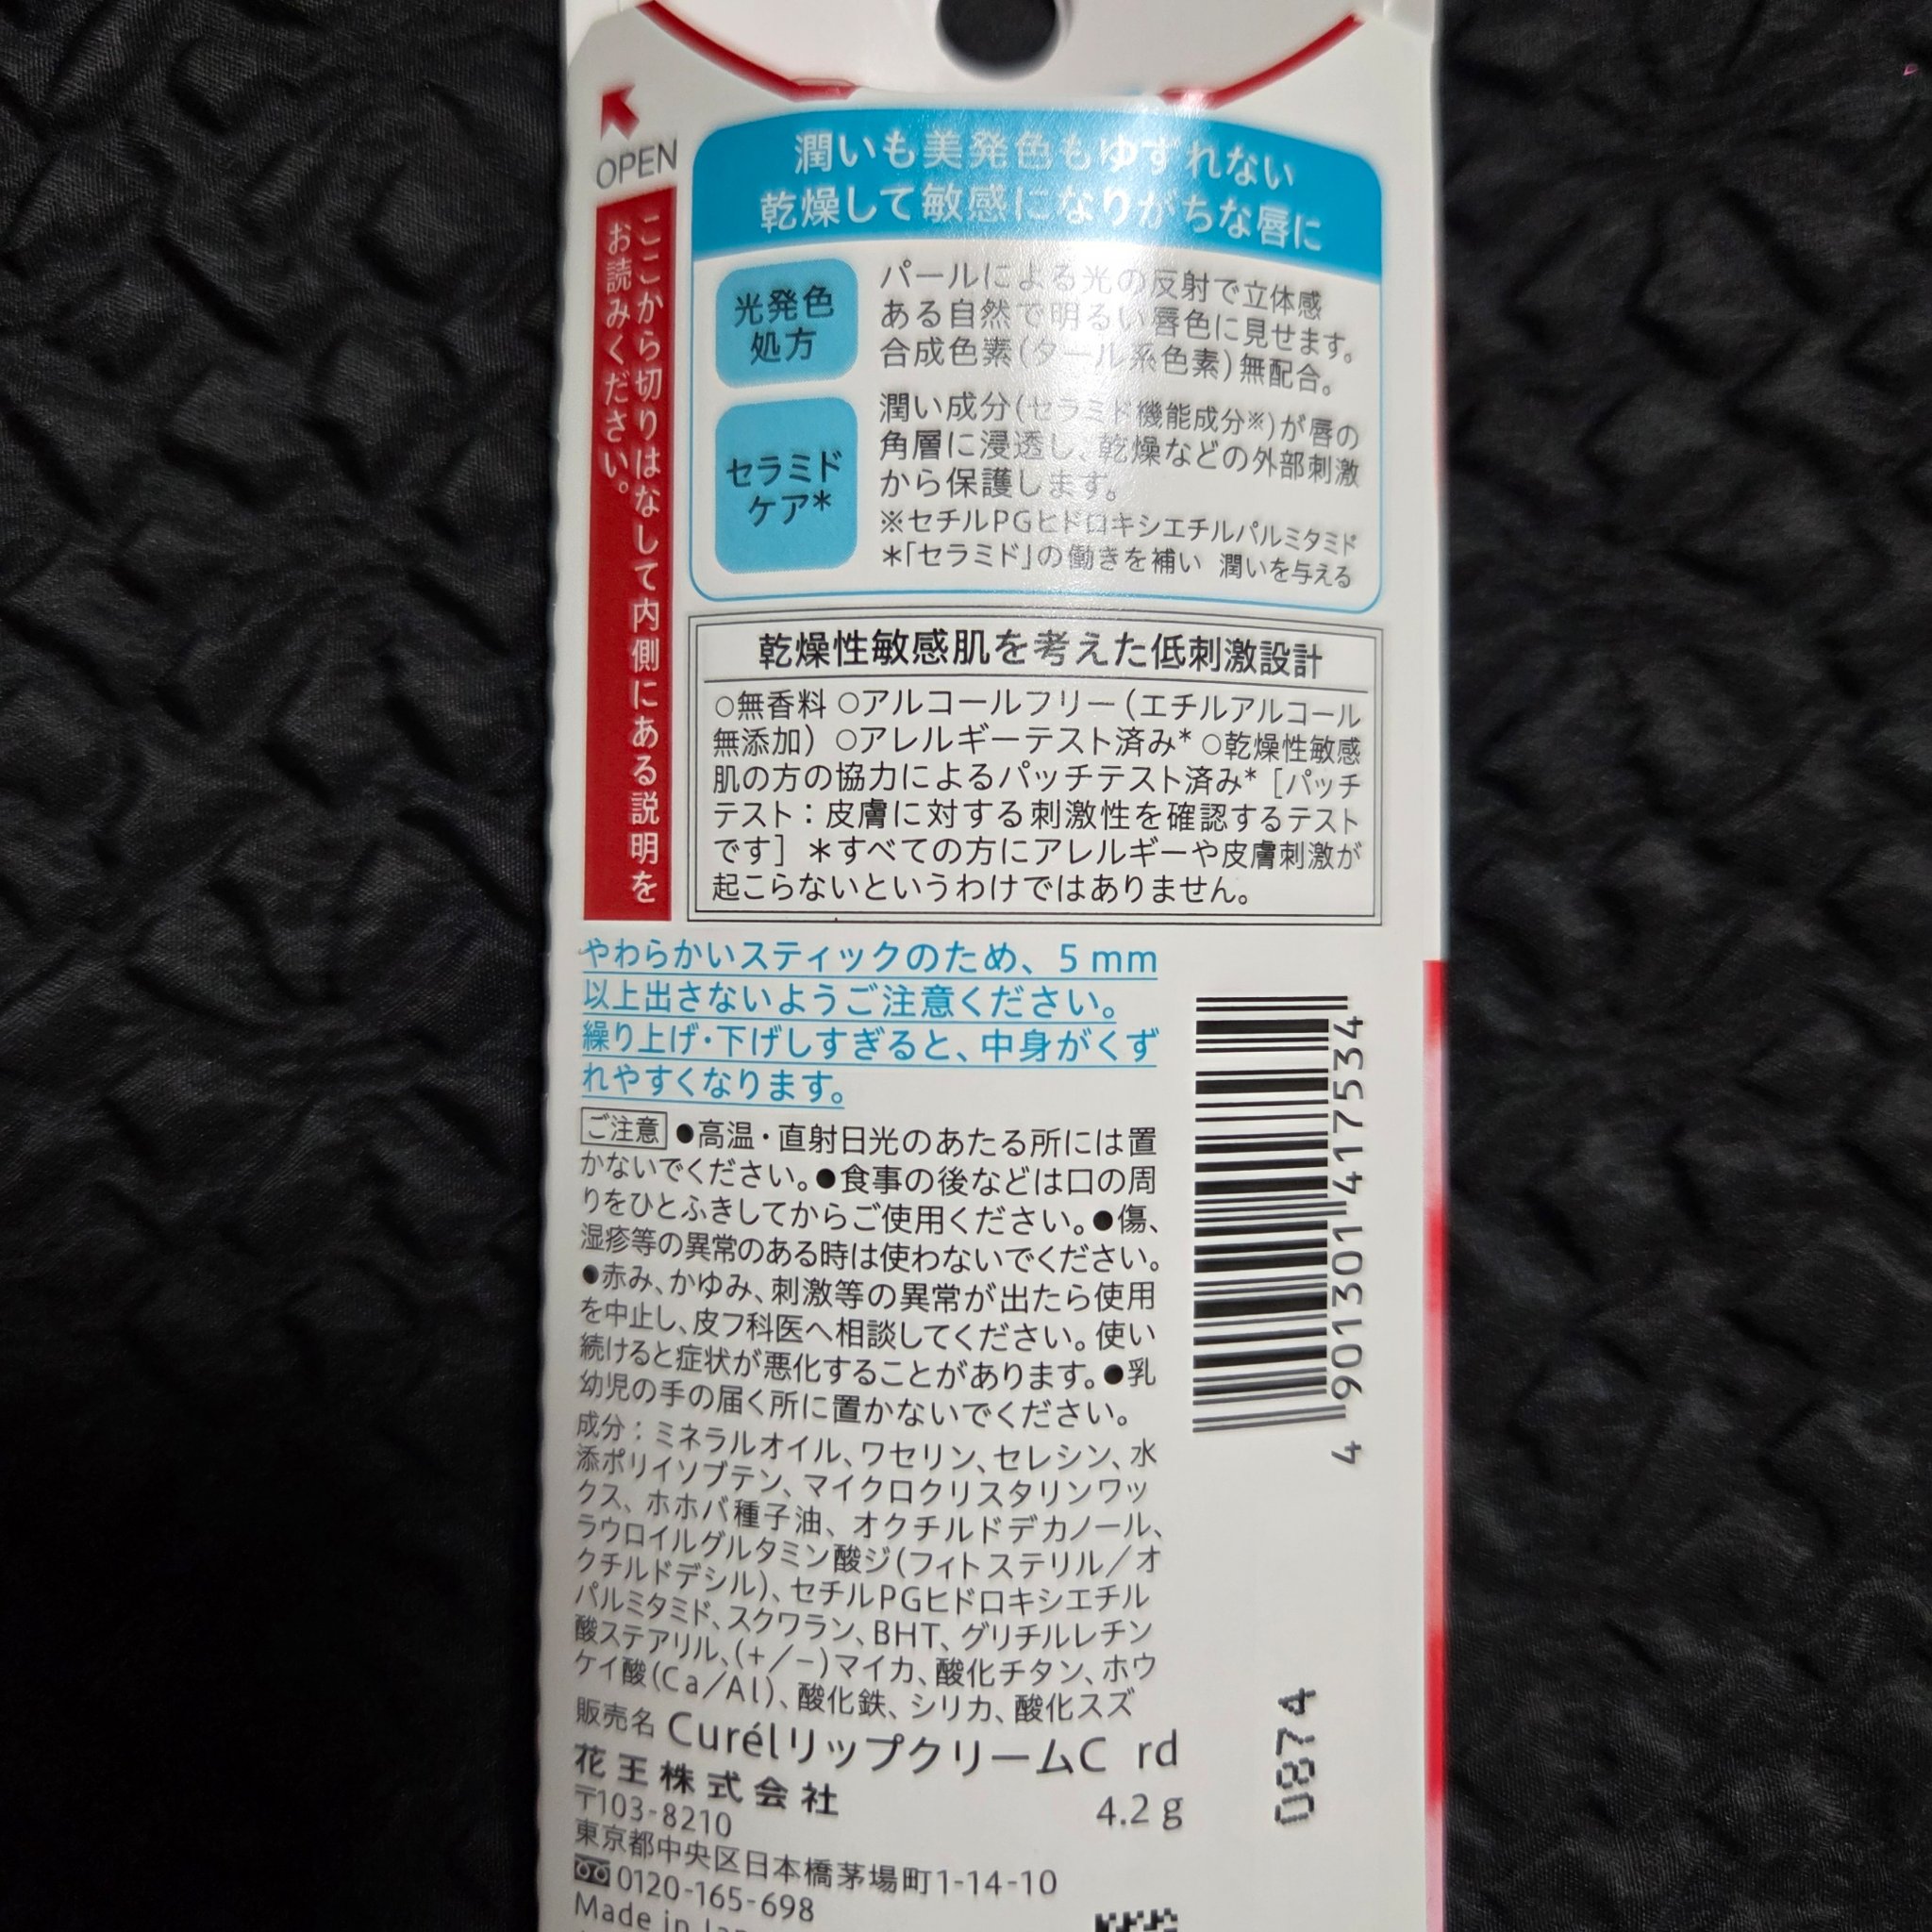 OPEN
ここから切りはなして内側にある説明を
お読みください。
潤いも美発色もゆずれない
乾燥して敏感になりがちな唇に
光発色
処方
パールによる光の反射で立体感
ある自然で明るい唇色に見せます。
合成色素(タール系色素)無配合。
セラミド
ケア*
潤い成分(セラミド機能成分※)が唇の
角層に浸透し、乾燥などの外部刺激
から保護します。
※セチルPGヒドロキシエチルパルミタミド
*「セラミド」の働きを補い 潤いを与える
乾燥性敏感肌を考えた低刺激設計
○無香料 ○アルコールフリー(エチルアルコール
無添加) ○アレルギーテスト済み* ○乾燥性敏感
肌の方の協力によるパッチテスト済み* [パッチ
テスト:皮膚に対する刺激性を確認するテスト
です] *すべての方にアレルギーや皮膚刺激が
起こらないというわけではありません。
やわらかいスティックのため、5 mm
以上出さないようご注意ください。
繰り上げ・下げしすぎると、中身がくず
れやすくなります。
ご注意 ●高温・直射日光のあたる所には置
かないでください。●食事の後などは口の周
りをひとふきしてからご使用ください。●傷、
湿疹等の異常のある時は使わないでください。
●赤み、かゆみ、刺激等の異常が出たら使用
を中止し、皮フ科医へ相談してください。使い
続けると症状が悪化することがあります。●乳
幼児の手の届く所に置かないでください。
成分:ミネラルオイル、ワセリン、セレシン、水
添ポリイソブテン、マイクロクリスタリンワッ
クス、ホホバ種子油、オクチルドデカノール、
ラウロイルグルタミン酸ジ(フィトステリル/オ
クチルドデシル)、セチルPGヒドロキシエチル
パルミタミド、スクワラン、BHT、グリチルレチン
酸ステアリル、(+/-)マイカ、酸化チタン、ホウ
ケイ酸(Ca/Al)、酸化鉄、シリカ、酸化スズ
販売名 CurélリップクリームC rd
花王株式会社
4.2 g
〒103-8210
東京都中央区日本橋茅場町1-14-10
0120-165-698
Made in
4 901301 417534
0874